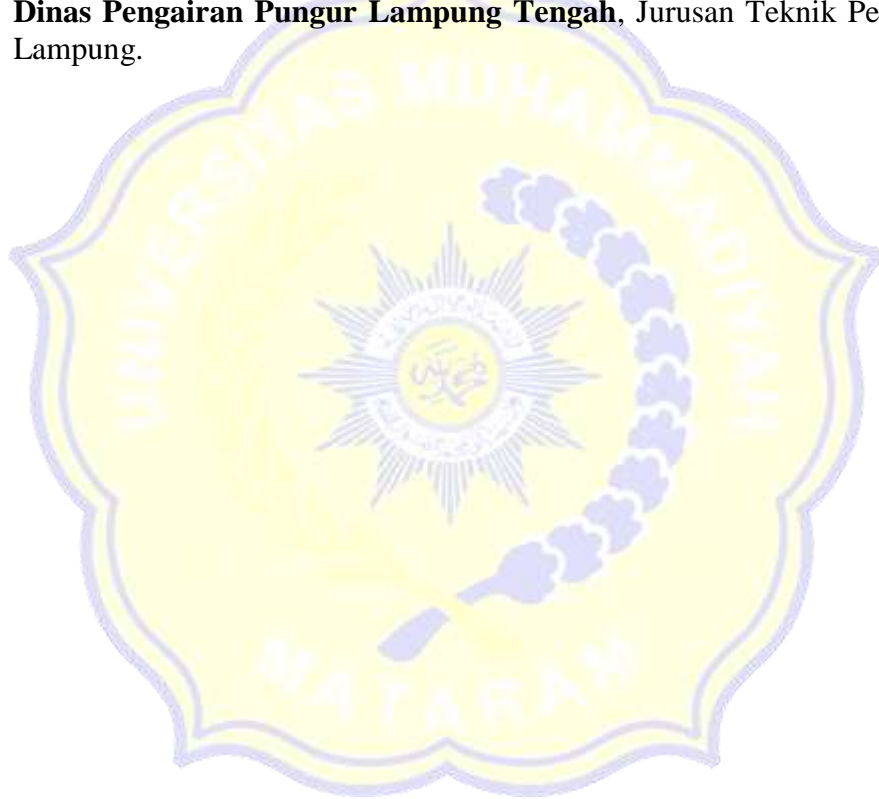 Dinas Pengairan Pungur Lampung Tengah, Jurusan Teknik Pe
Lampung.
UNIVERSITAS MUHAMMADIYAH
MATARAM